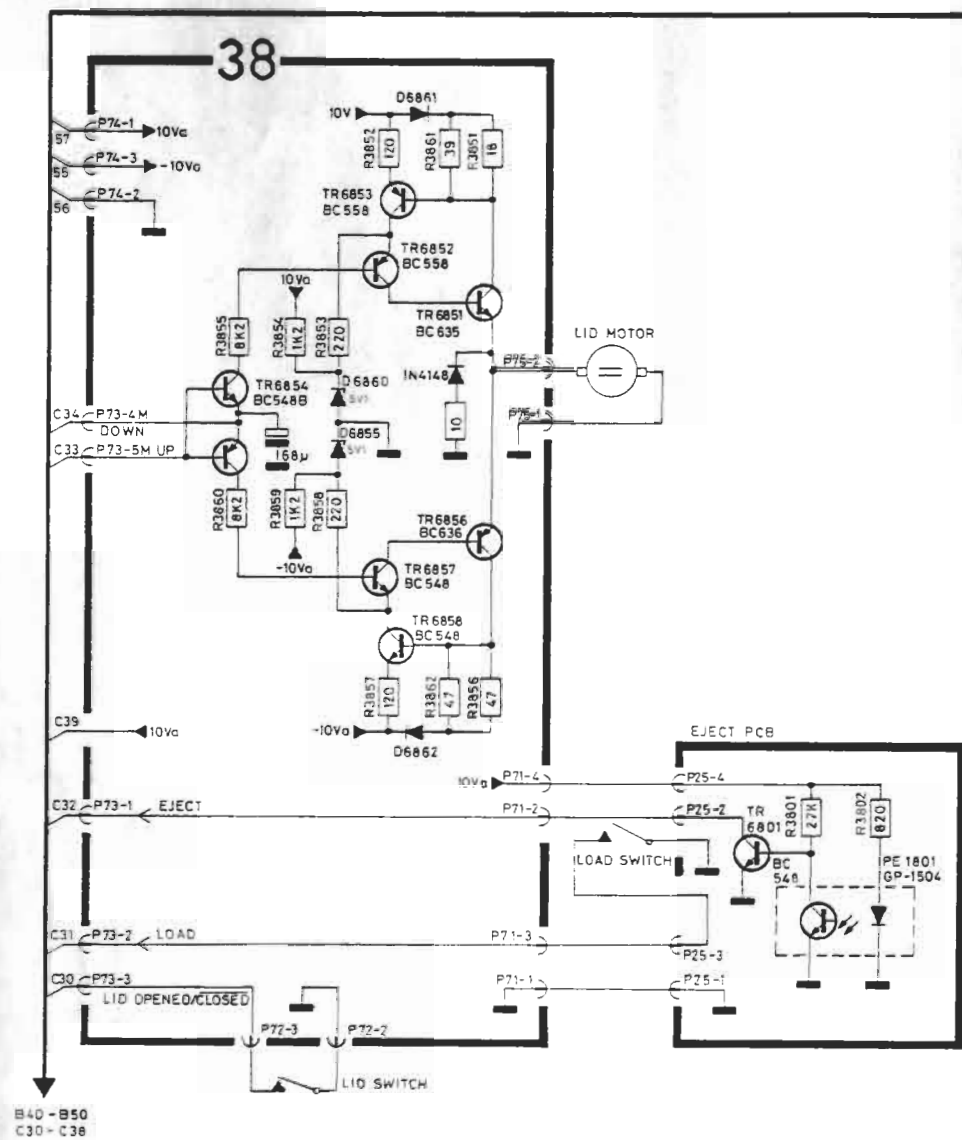 38
D6861
10V
57
P74-1
10Va
55
P74-3
-10Va
56
P74-2
R3852
120
R3861
39
R3851
18
TR6853
BC558
TR6852
BC558
10Va
R3855
8K2
R3854
1K2
R3853
220
TR6851
BC635
LID MOTOR
P75-2
1N4148
TR6854
BC548B
D6860
5V1
C34
P73-4M
DOWN
P75-1
10
D6855
5V1
C33
P73-5M UP
168µ
R3860
8K2
R3859
1K2
R3858
220
TR6856
BC636
-10Va
TR6857
BC548
TR6858
BC548
R3857
120
R3862
47
R3856
47
C39
10Va
-10Va
D6862
EJECT PCB
10Va
P71-4
P25-4
C32
P73-1
EJECT
P71-2
P25-2
TR
6801
R3801
27K
R3802
820
LOAD SWITCH
BC
548
PE 1801
GP-1504
C31
P73-2
LOAD
P71-3
P25-3
C30
P73-3
LID OPENED/CLOSED
P71-1
P25-1
P72-3
P72-2
LID SWITCH
B40-B50
C30-C38